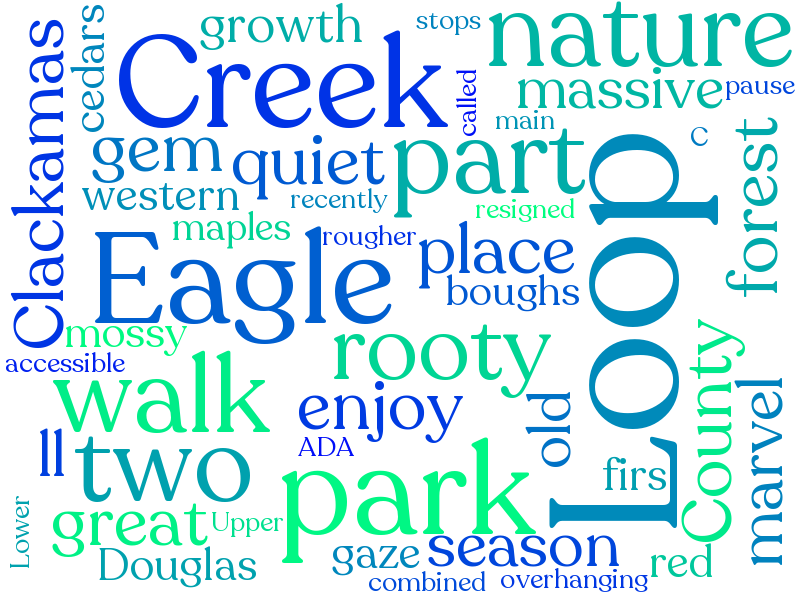 growth
stops
nature
cedars
Creek
Clackamas
called
massive
pause
main
C
gem
quiet
part
forest
western
recently
resigned
maples
rougher
Loop
Eagle
place
boughs
mossy
rooty
accessible
walk
enjoy
old
County
marvel
ll
two
ADA
firs
park
Lower
great
Upper
season
red
Douglas
gaze
combined
overhanging